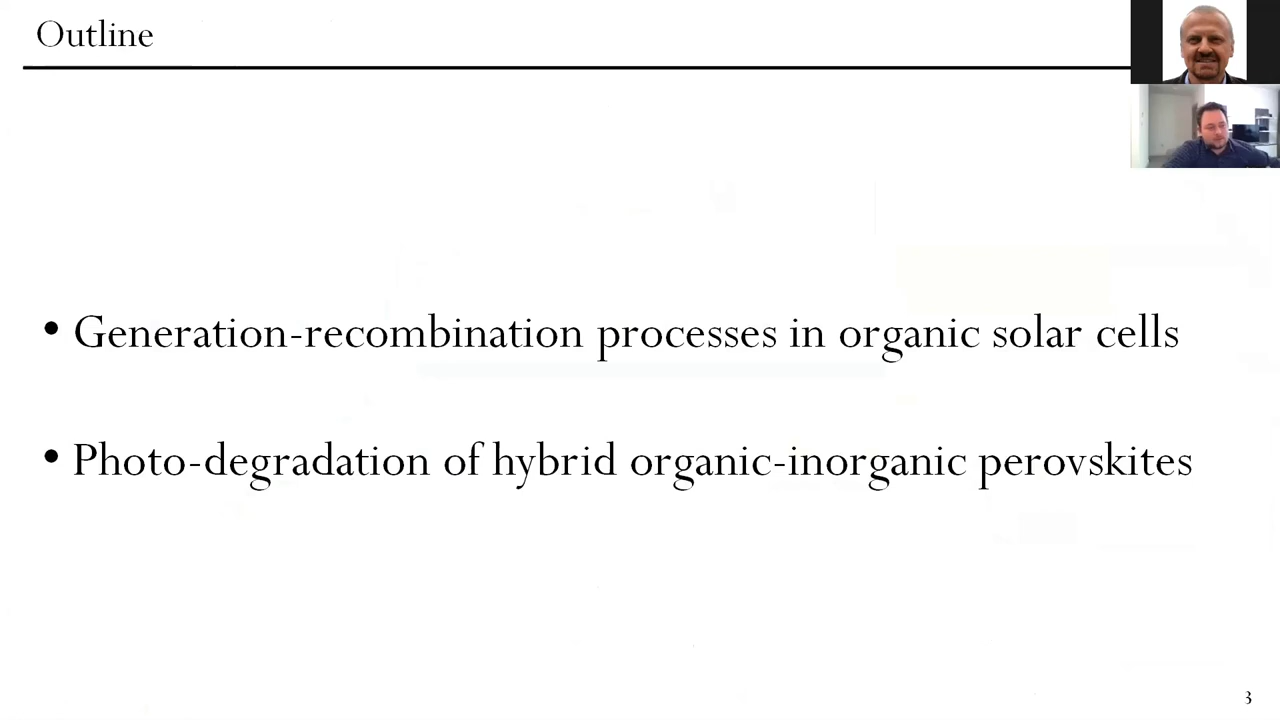 Outline
• Generation-recombination processes in organic solar cells
• Photo-degradation of hybrid organic-inorganic perovskites
3